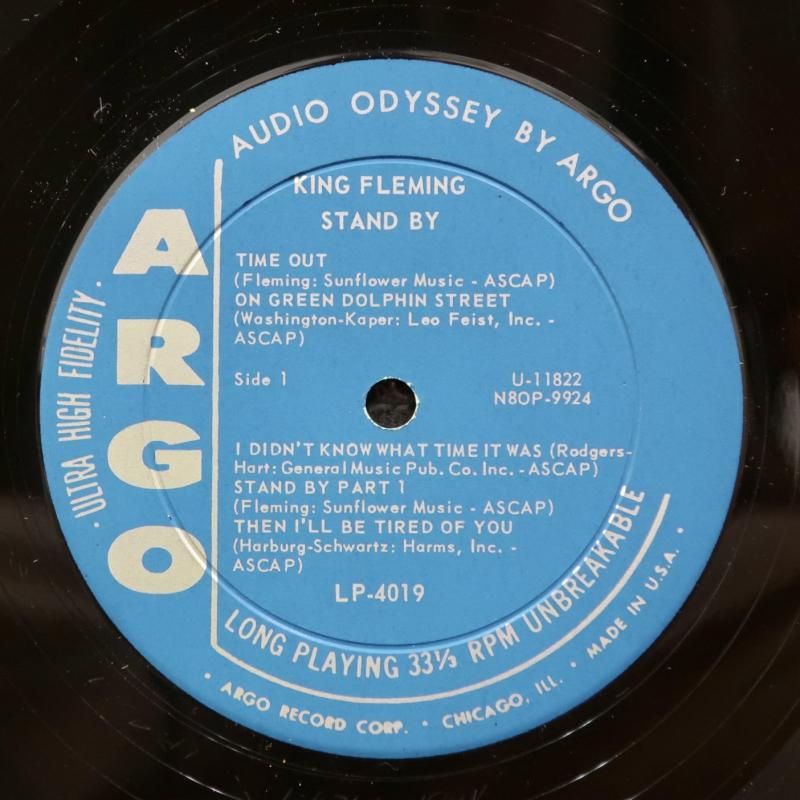 AUDIO ODYSSEY BY ARGO
ARGO
· ULTRA HIGH FIDELITY ·
KING FLEMING
STAND BY
TIME OUT
(Fleming: Sunflower Music - ASCAP)
ON GREEN DOLPHIN STREET
(Washington-Kaper: Leo Feist, Inc. -
ASCAP)
Side 1
U-11822
N8OP-9924
I DIDN'T KNOW WHAT TIME IT WAS (Rodgers-
Hart: General Music Pub. Co. Inc. - ASCAP)
STAND BY PART 1
(Fleming: Sunflower Music - ASCAP)
THEN I'LL BE TIRED OF YOU
(Harburg-Schwartz: Harms, Inc. -
ASCAP)
LP-4019
LONG PLAYING 33⅓ RPM UNBREAKABLE
· ARGO RECORD CORP. · CHICAGO, ILL. · MADE IN U.S.A. ·